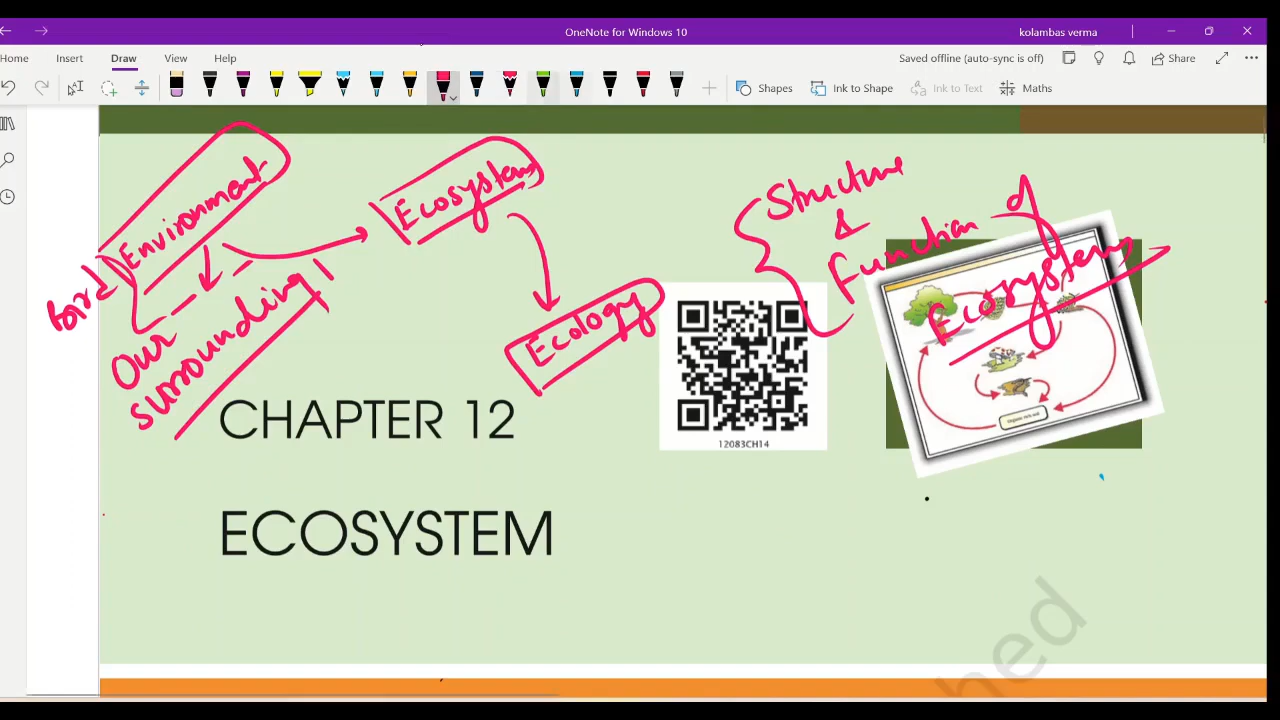 OneNote for Windows 10
kolambas verma
Home Insert Draw View Help
Saved offline (auto-sync is off)
Share
Shapes
Ink to Shape
Ink to Text
Maths
Environment
Our
surrounding
Ecosystem
Ecology
Structure
&
Function of
Ecosystem
12083CH14
CHAPTER 12
ECOSYSTEM
hed